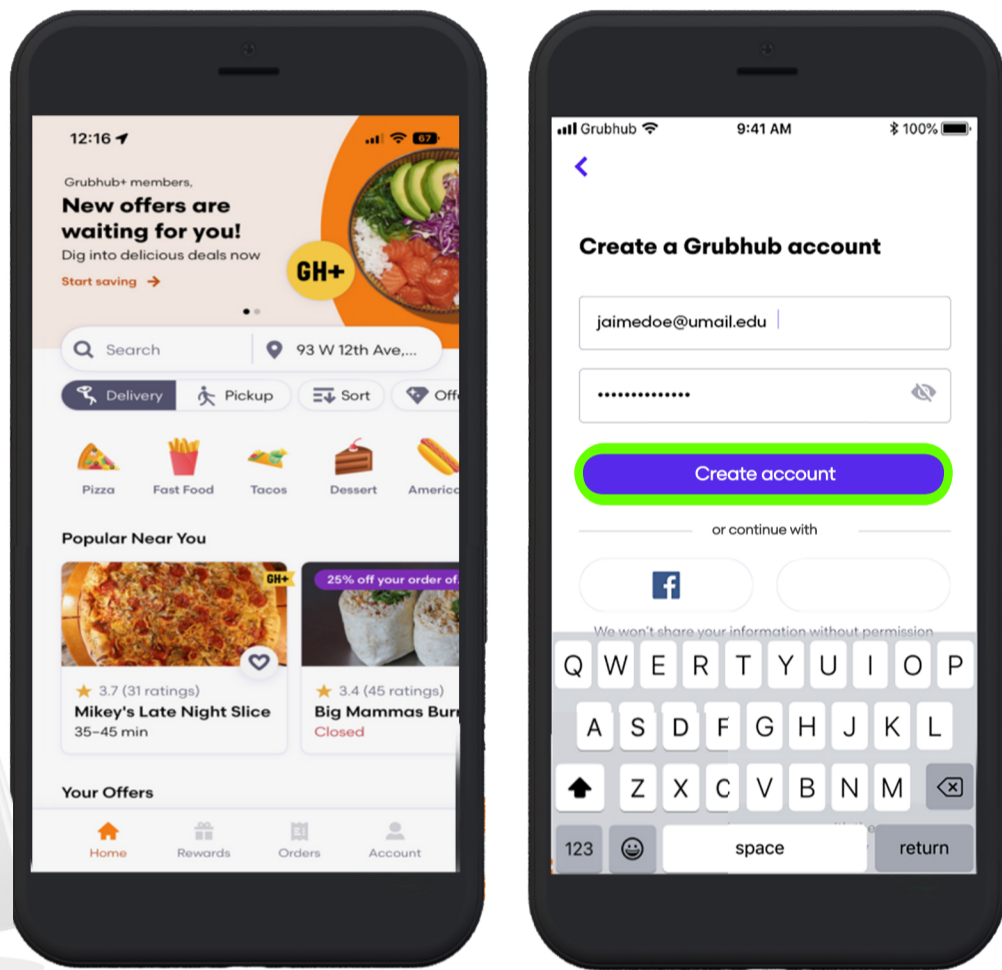 12:16
67
Grubhub+ members,
New offers are
waiting for you!
Dig into delicious deals now
Start saving →
GH+
Search
93 W 12th Ave,...
Delivery
Pickup
Sort
Off
Pizza
Fast Food
Tacos
Dessert
Americ
Popular Near You
GH+
25% off your order of
3.7 (31 ratings)
Mikey's Late Night Slice
35–45 min
3.4 (45 ratings)
Big Mammas Bur
Closed
Your Offers
Home
Rewards
Orders
Account
Grubhub
9:41 AM
100%
Create a Grubhub account
jaimedoe@umail.edu
••••••••••••••
Create account
or continue with
f
We won't share your information without permission
Q W E R T Y U I O P
A S D F G H J K L
Z X C V B N M
123
space
return